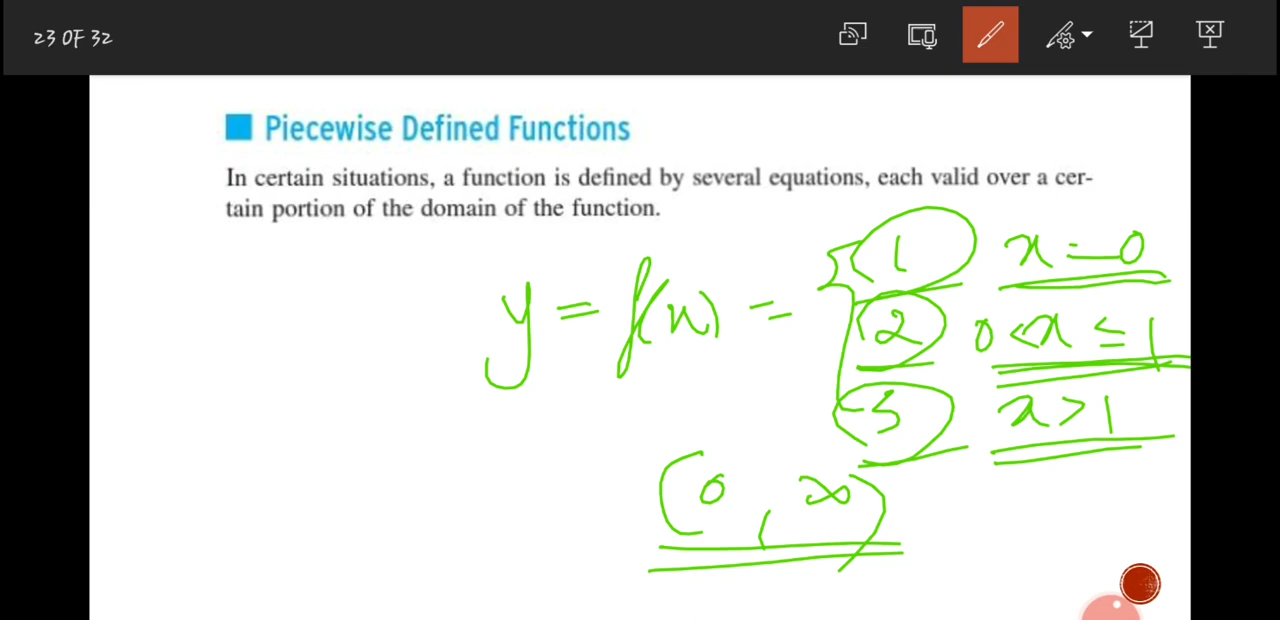 23 OF 32
Piecewise Defined Functions
In certain situations, a function is defined by several equations, each valid over a cer-
tain portion of the domain of the function.
y = f(x) = {
1 x = 0
2 0 < x ≤ 1
-5 x > 1
(0, ∞)